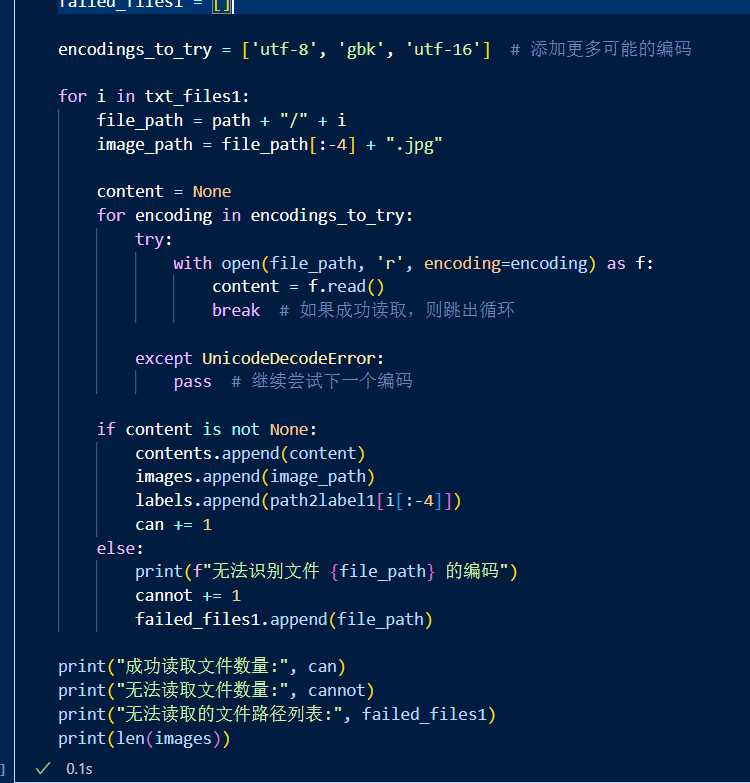 failed_files1 = []
encodings_to_try = ['utf-8', 'gbk', 'utf-16']  # 添加更多可能的编码
for i in txt_files1:
    file_path = path + "/" + i
    image_path = file_path[:-4] + ".jpg"
    content = None
    for encoding in encodings_to_try:
        try:
            with open(file_path, 'r', encoding=encoding) as f:
                content = f.read()
                break  # 如果成功读取，则跳出循环
        except UnicodeDecodeError:
            pass  # 继续尝试下一个编码
    if content is not None:
        contents.append(content)
        images.append(image_path)
        labels.append(path2label1[i[:-4]])
        can += 1
    else:
        print(f"无法识别文件 {file_path} 的编码")
        cannot += 1
        failed_files1.append(file_path)
print("成功读取文件数量:", can)
print("无法读取文件数量:", cannot)
print("无法读取的文件路径列表:", failed_files1)
print(len(images))
] ✓ 0.1s